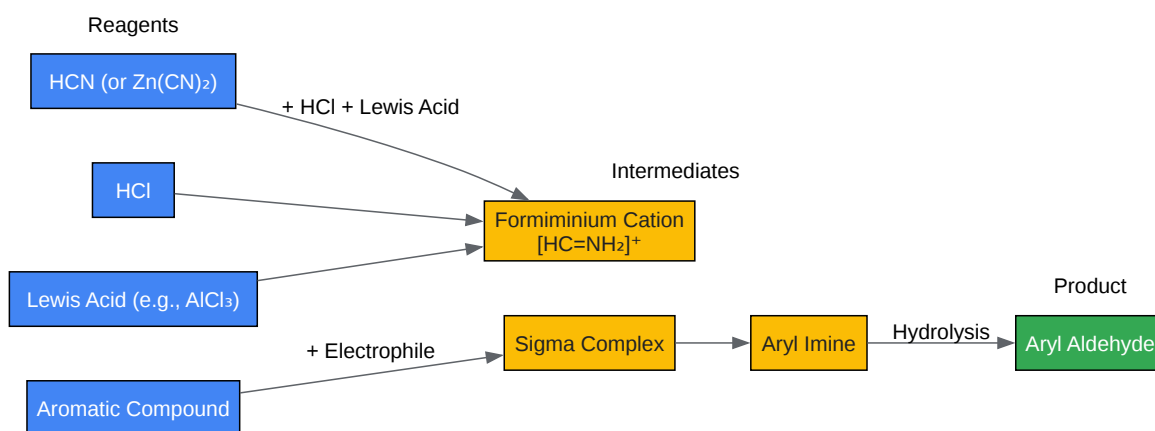 Reagents
HCN (or Zn(CN)₂)
+ HCl + Lewis Acid
HCl
Intermediates
Formiminium Cation
[HC=NH₂]⁺
Lewis Acid (e.g., AlCl₃)
Product
+ Electrophile
Sigma Complex
Aryl Imine
Hydrolysis
Aryl Aldehyde
Aromatic Compound